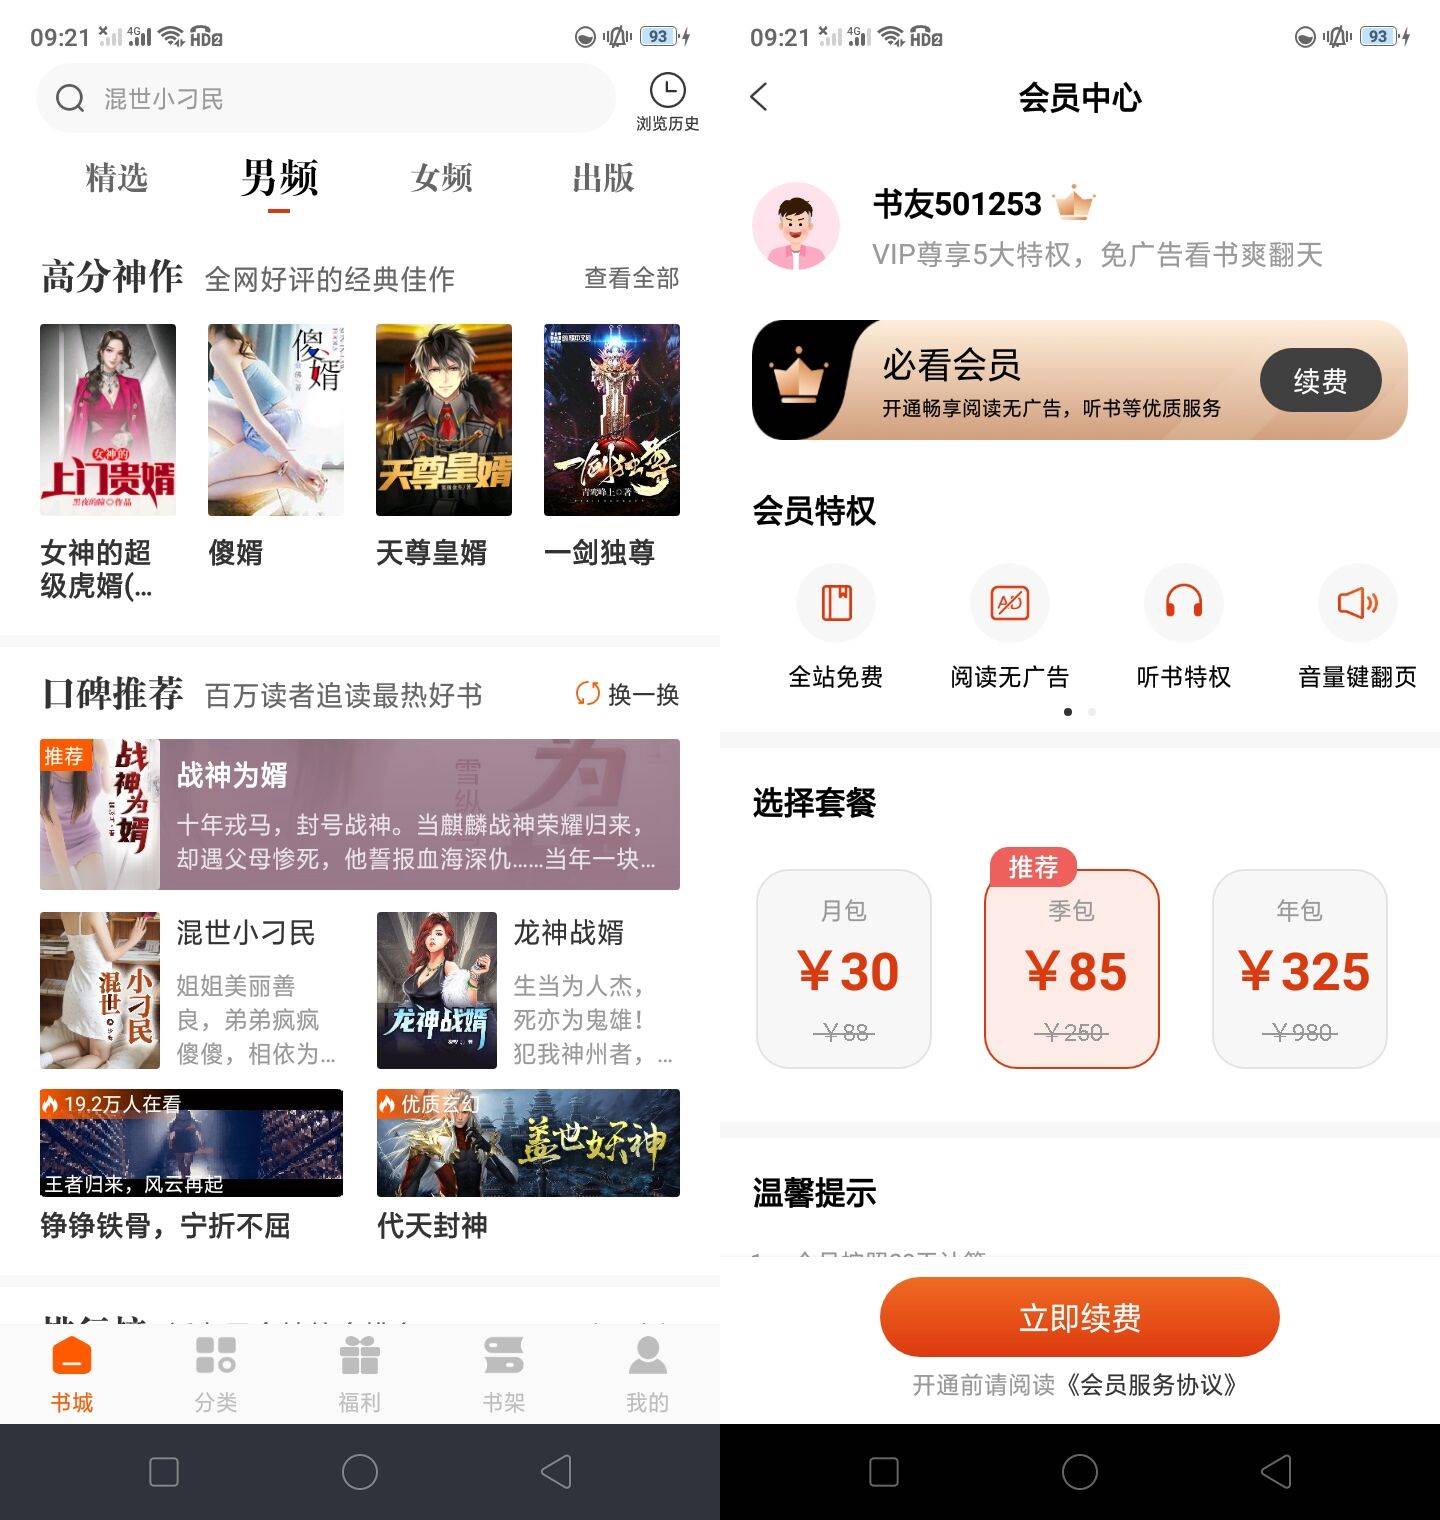 09:21
4G
HD2
93
混世小刁民
浏览历史
精选
男频
女频
出版
高分神作
全网好评的经典佳作
查看全部
女神的
上门贵婿
傻婿
天尊皇婿
一剑独尊
青鸾峰上◎著
女神的超
级虎婿(...
傻婿
天尊皇婿
一剑独尊
口碑推荐
百万读者追读最热好书
换一换
推荐
战神为婿
战神为婿
十年戎马，封号战神。当麒麟战神荣耀归来，
却遇父母惨死，他誓报血海深仇......当年一块...
混世小刁民
混世小刁民
姐姐美丽善
良，弟弟疯疯
傻傻，相依为...
龙神战婿
龙神战婿
生当为人杰，
死亦为鬼雄！
犯我神州者，...
19.2万人在看
王者归来，风云再起
铮铮铁骨，宁折不屈
优质玄幻
盖世妖神
代天封神
书城
分类
福利
书架
我的
09:21
4G
HD2
93
会员中心
书友501253
VIP尊享5大特权，免广告看书爽翻天
必看会员
开通畅享阅读无广告，听书等优质服务
续费
会员特权
AD
全站免费
阅读无广告
听书特权
音量键翻页
选择套餐
推荐
月包
￥30
￥88
季包
￥85
￥250
年包
￥325
￥980
温馨提示
立即续费
开通前请阅读《会员服务协议》